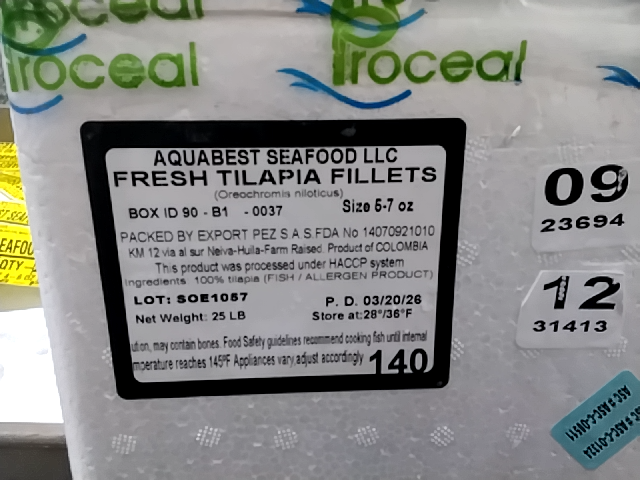 Proceal
Proceal
Proceal
AQUABEST SEAFOOD LLC
FRESH TILAPIA FILLETS
(Oreochromis niloticus)
BOX ID 90 - B1 - 0037 Size 5-7 oz
PACKED BY EXPORT PEZ S.A.S. FDA No 14070921010
KM 12 via al sur Neiva-Huila-Farm Raised. Product of COLOMBIA
This product was processed under HACCP system
Ingredients: 100% tilapia (FISH / ALLERGEN PRODUCT)
LOT: SOE1057 P. D. 03/20/26
Net Weight: 25 LB Store at:28°/36°F
may contain bones. Food Safety guidelines recommend cooking fish until internal
reaches 145°F Appliances vary,adjust accordingly 140
09
23694
12
31413
QTY